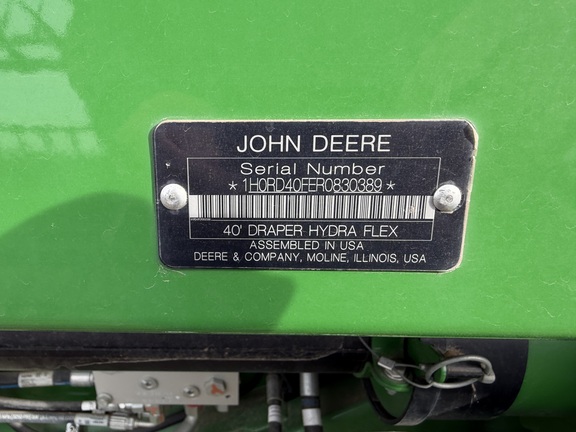 JOHN DEERE
Serial Number
*1H0RD40FER0830389*
40' DRAPER HYDRA FLEX
ASSEMBLED IN USA
DEERE & COMPANY, MOLINE, ILLINOIS, USA